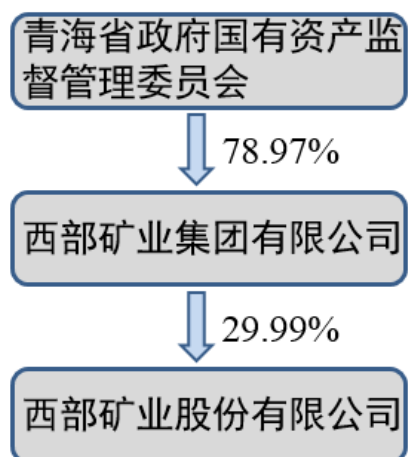 青海省政府国有资产监
督管理委员会
78.97%
西部矿业集团有限公司
29.99%
西部矿业股份有限公司